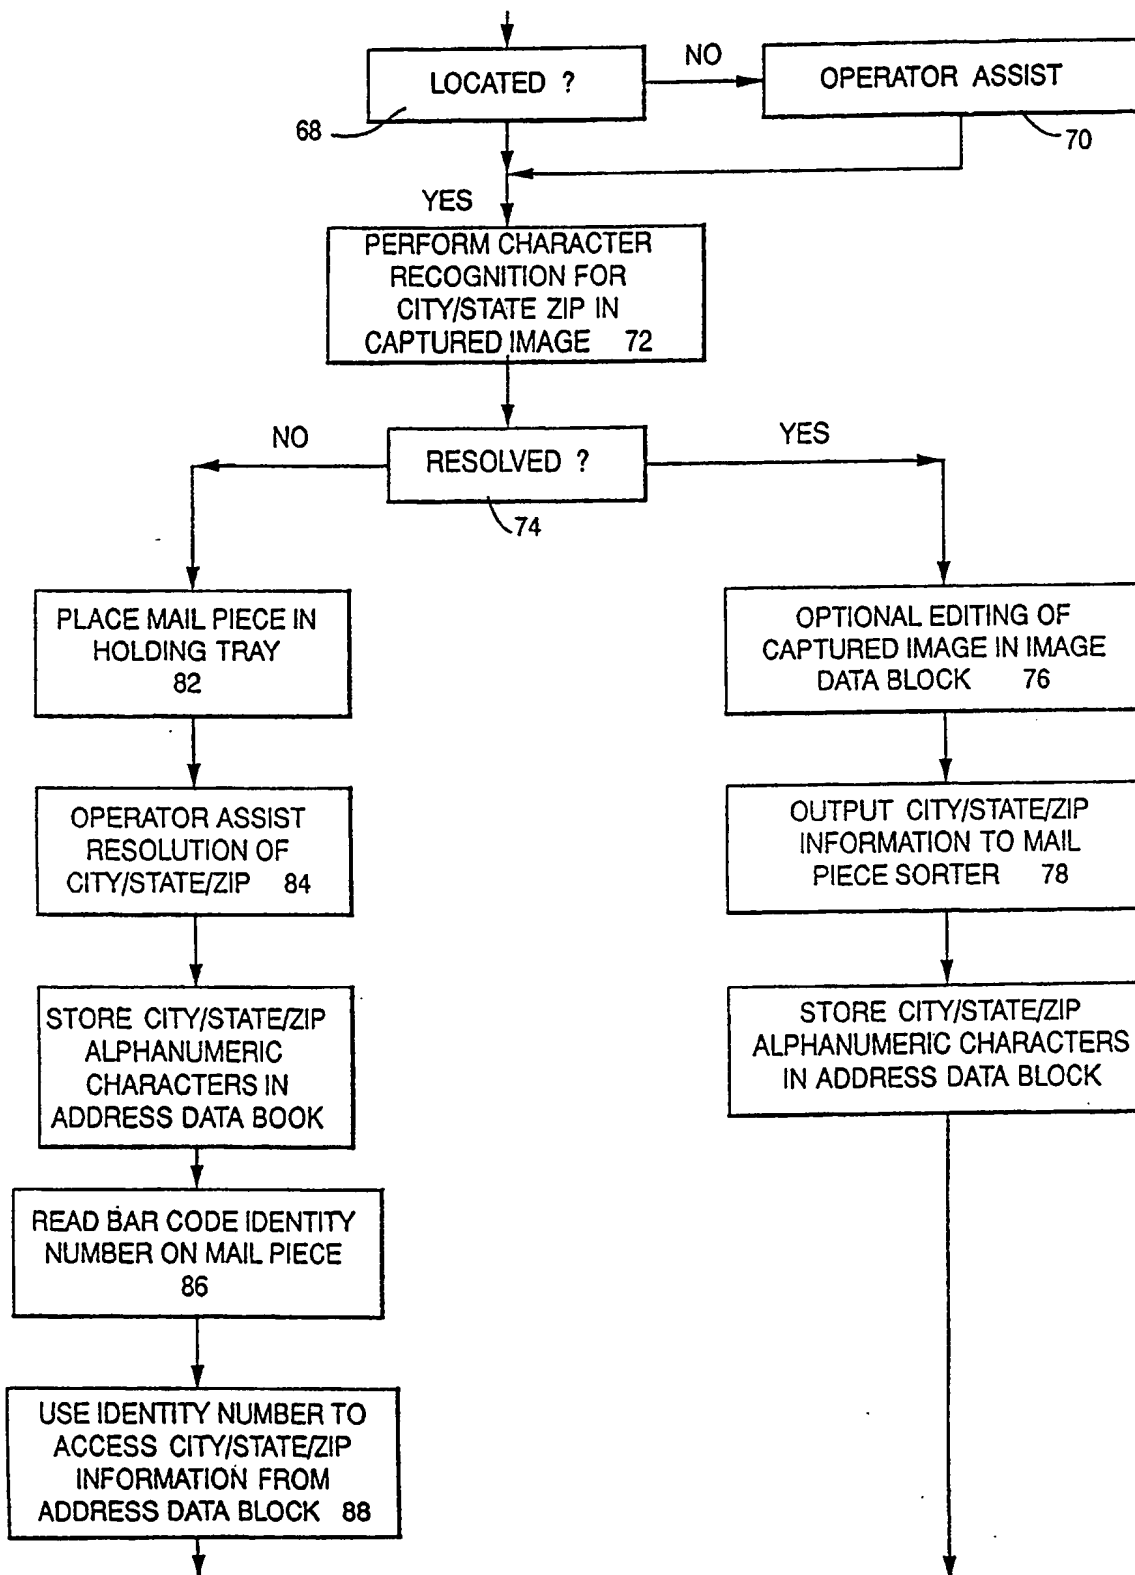 LOCATED ?
NO
OPERATOR ASSIST
68
70
YES
PERFORM CHARACTER
RECOGNITION FOR
CITY/STATE ZIP IN
CAPTURED IMAGE 72
NO
RESOLVED ?
YES
74
PLACE MAIL PIECE IN
HOLDING TRAY
82
OPTIONAL EDITING OF
CAPTURED IMAGE IN IMAGE
DATA BLOCK 76
OPERATOR ASSIST
RESOLUTION OF
CITY/STATE/ZIP 84
OUTPUT CITY/STATE/ZIP
INFORMATION TO MAIL
PIECE SORTER 78
STORE CITY/STATE/ZIP
ALPHANUMERIC
CHARACTERS IN
ADDRESS DATA BOOK
STORE CITY/STATE/ZIP
ALPHANUMERIC CHARACTERS
IN ADDRESS DATA BLOCK
READ BAR CODE IDENTITY
NUMBER ON MAIL PIECE
86
USE IDENTITY NUMBER TO
ACCESS CITY/STATE/ZIP
INFORMATION FROM
ADDRESS DATA BLOCK 88